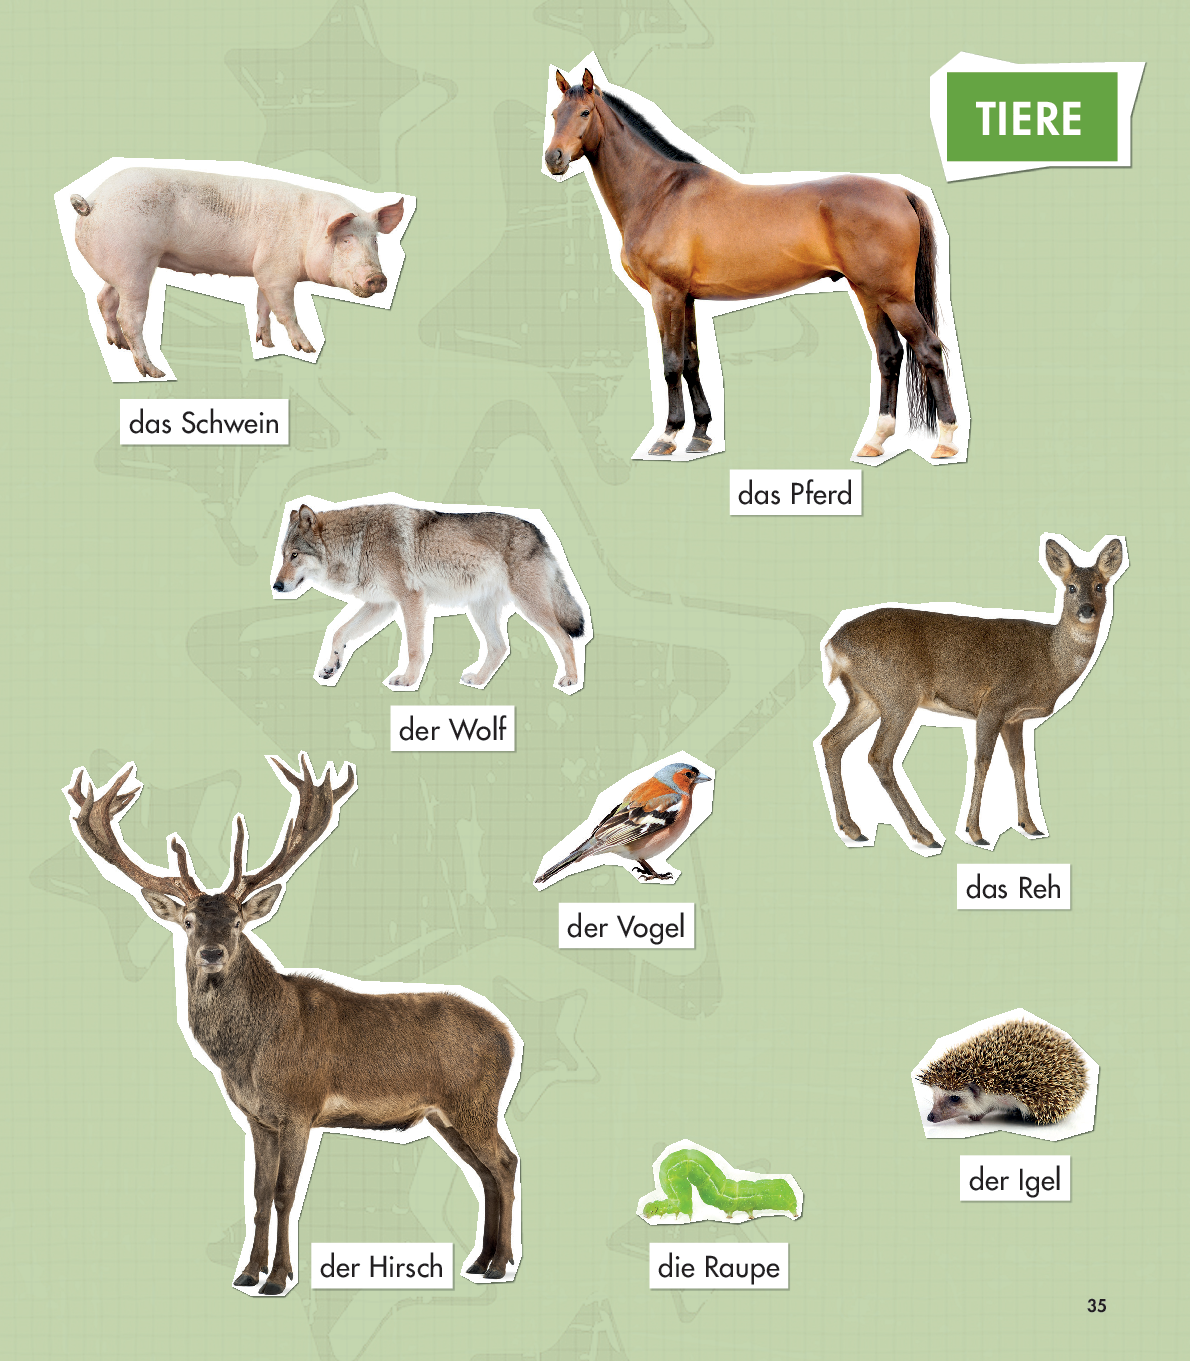 TIERE
das Schwein
das Pferd
der Wolf
das Reh
der Vogel
der Igel
der Hirsch
die Raupe
35